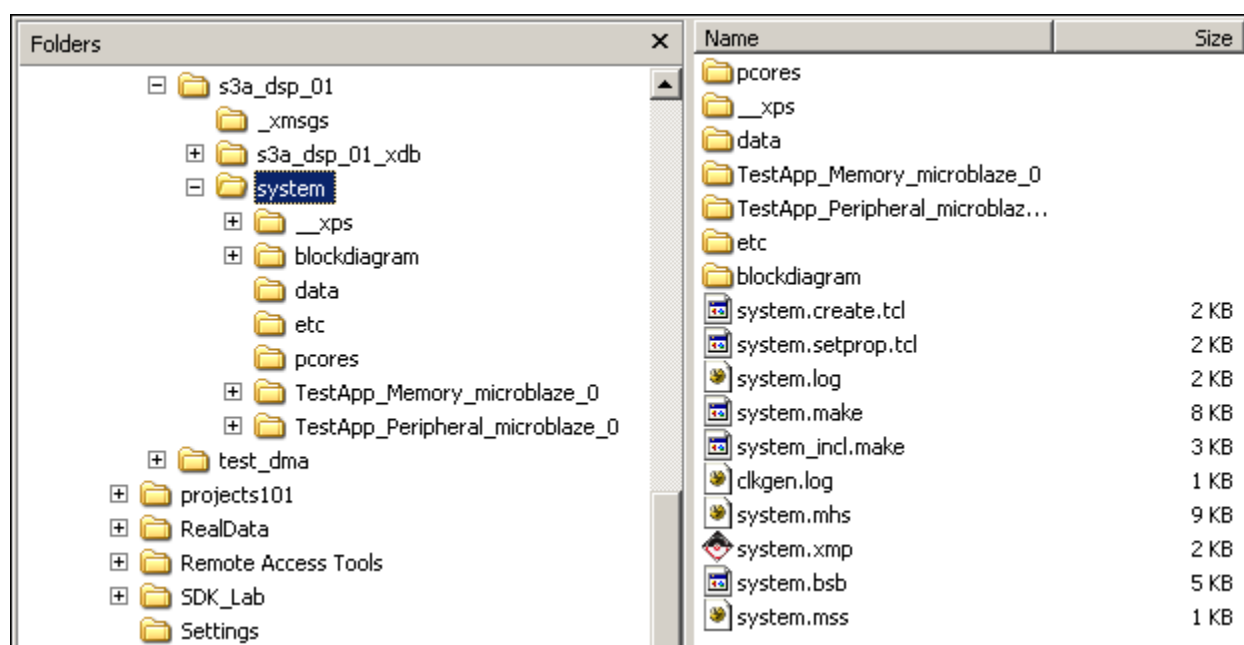 Folders
s3a_dsp_01
_xmsgs
s3a_dsp_01_xdb
system
__xps
blockdiagram
data
etc
pcores
TestApp_Memory_microblaze_0
TestApp_Peripheral_microblaze_0
test_dma
projects101
RealData
Remote Access Tools
SDK_Lab
Settings
Name Size
pcores
__xps
data
TestApp_Memory_microblaze_0
TestApp_Peripheral_microblaz...
etc
blockdiagram
system.create.tcl 2 KB
system.setprop.tcl 2 KB
system.log 2 KB
system.make 8 KB
system_incl.make 3 KB
clkgen.log 1 KB
system.mhs 9 KB
system.xmp 2 KB
system.bsb 5 KB
system.mss 1 KB